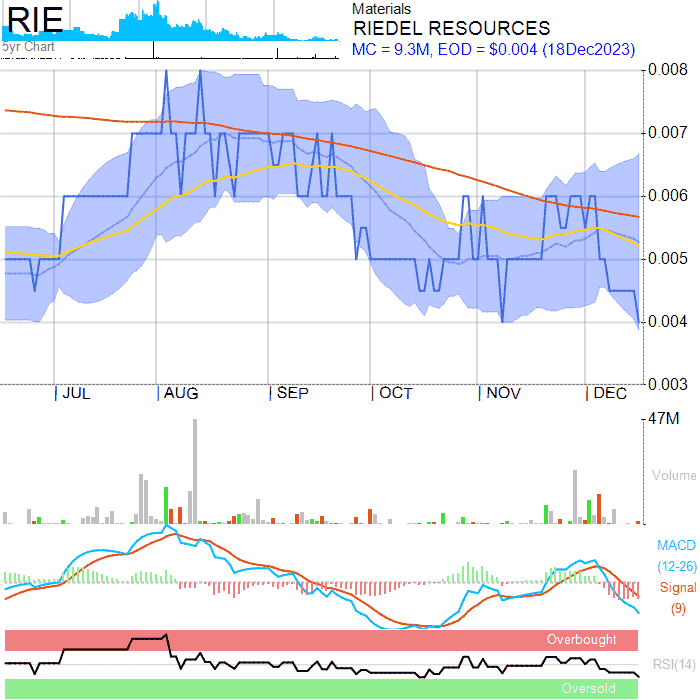 RIE
5yr Chart
Materials
RIEDEL RESOURCES
MC = 9.3M, EOD = $0.004 (18Dec2023)
0.008
0.007
0.006
0.005
0.004
0.003
JUL AUG SEP OCT NOV DEC
47M
Volume
MACD
(12-26)
Signal
(9)
Overbought
RSI(14)
Oversold